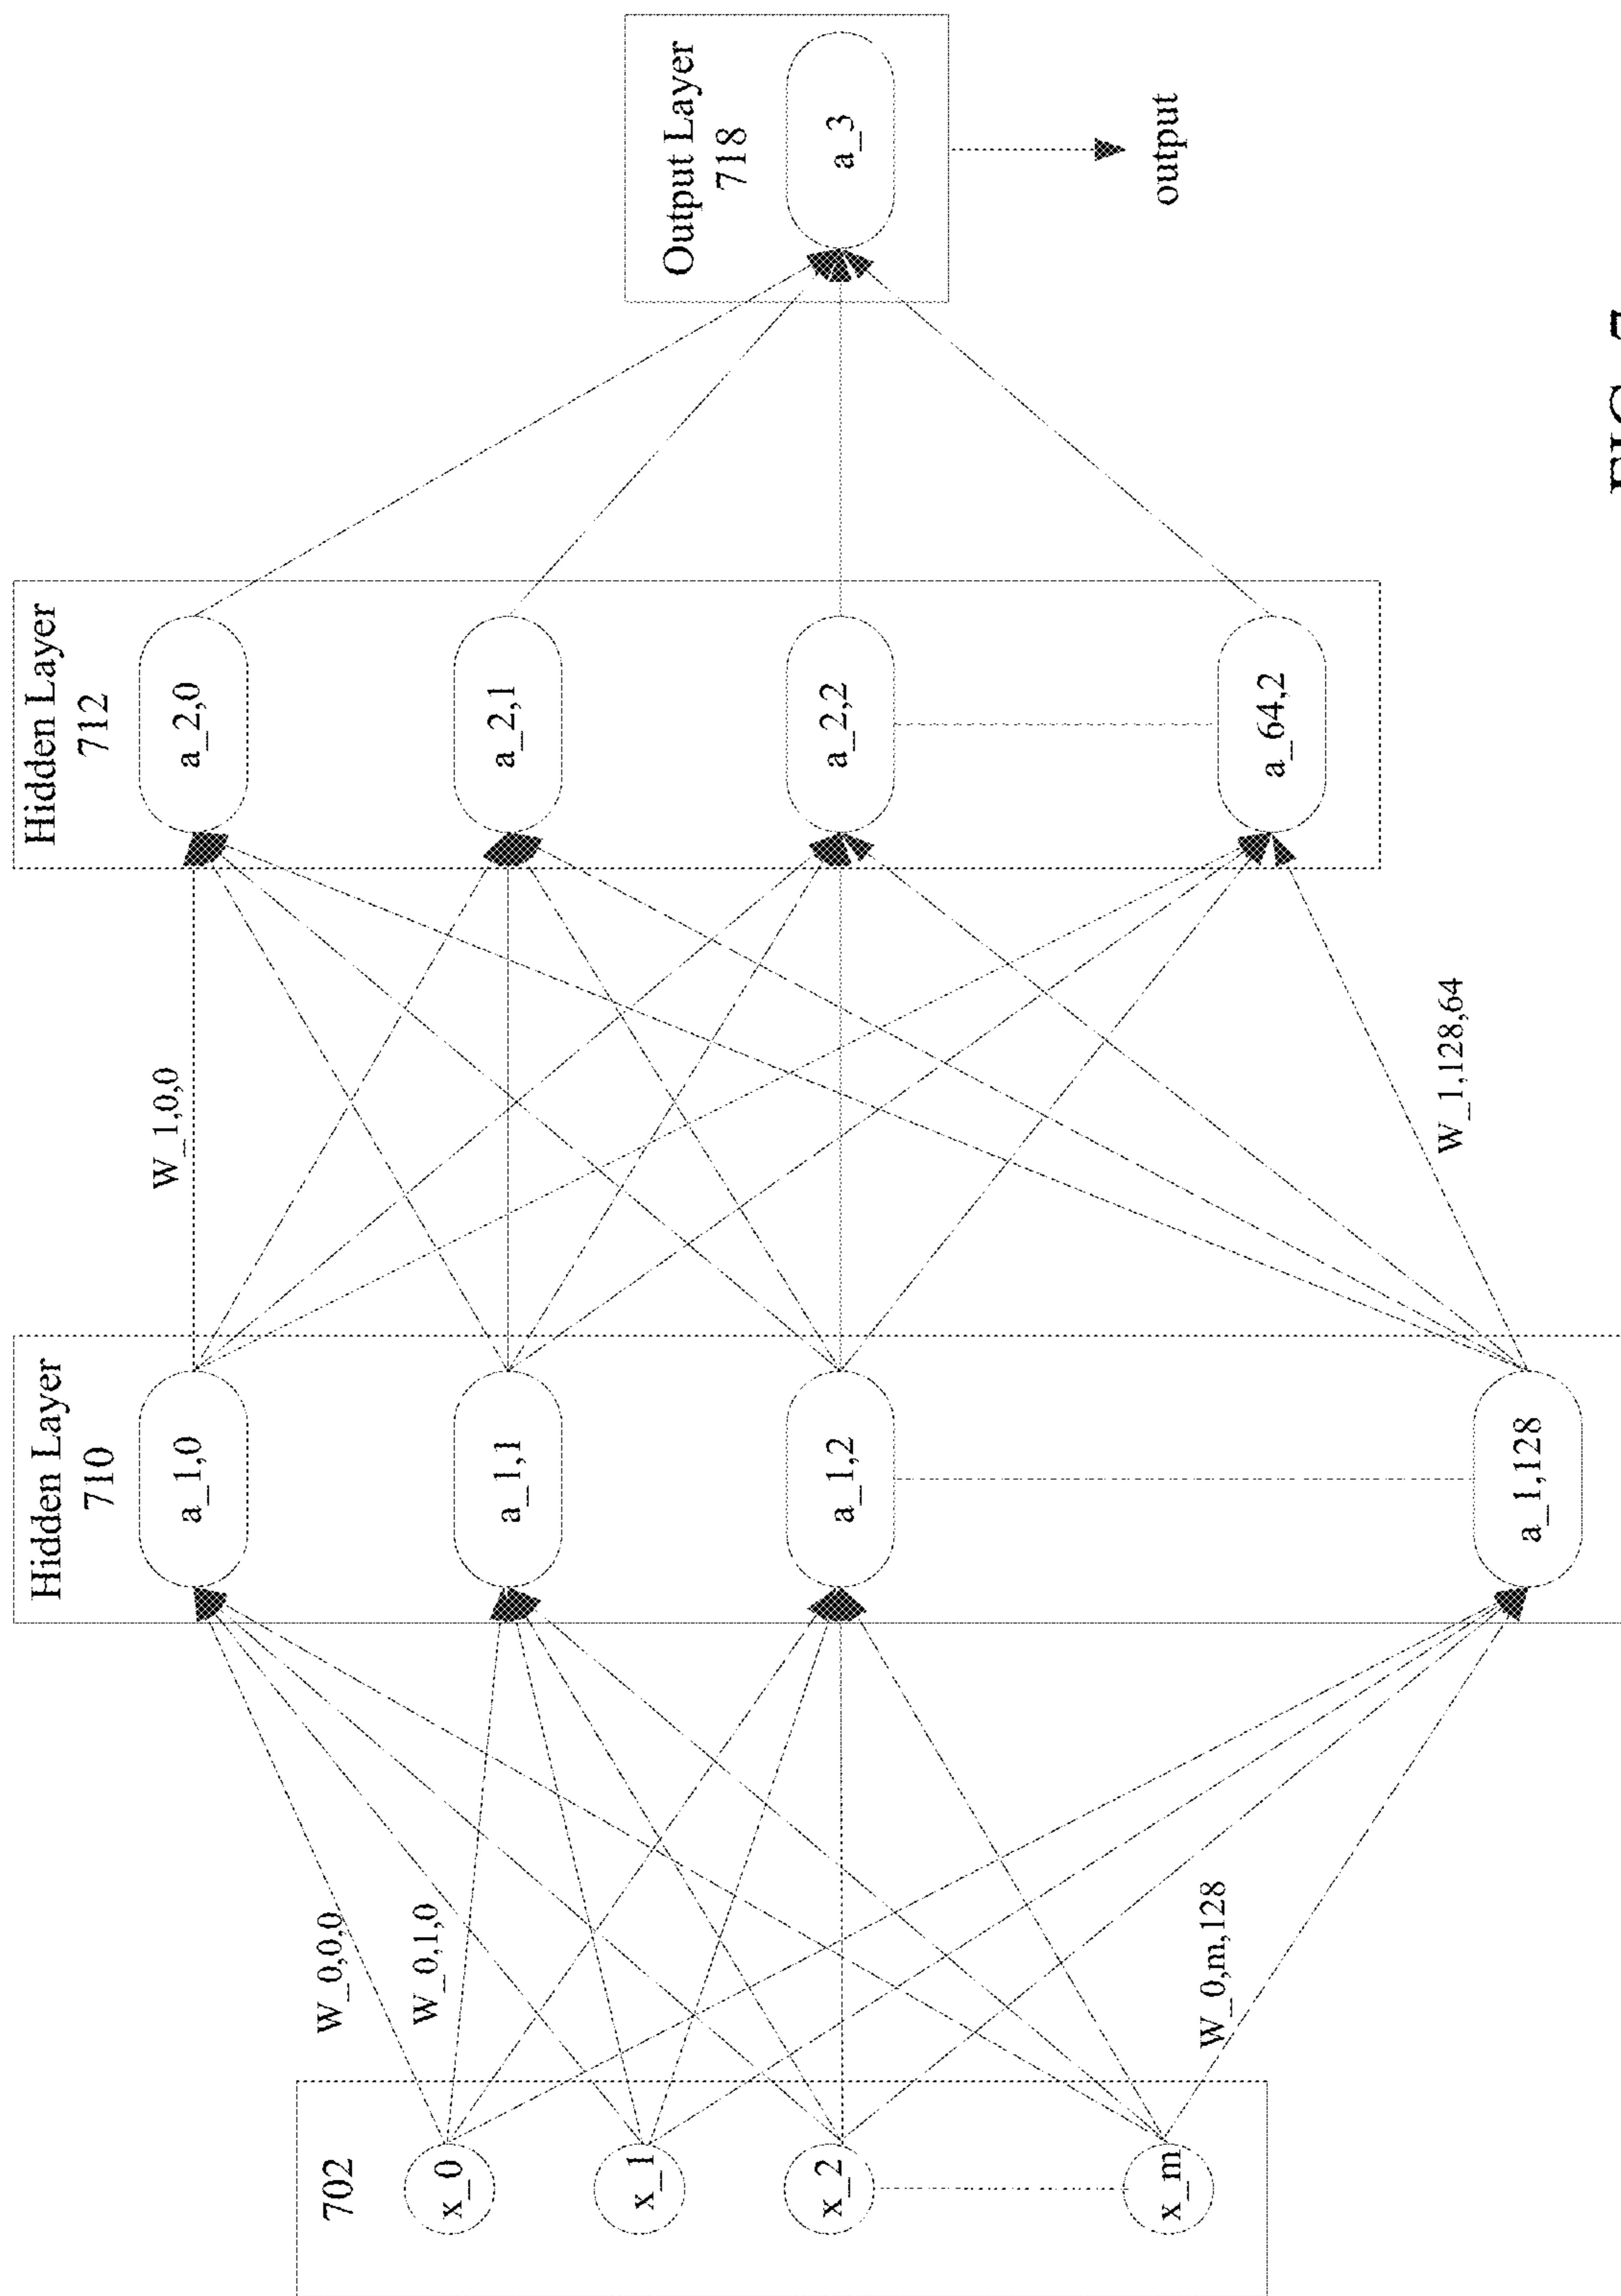 702
x_0
x_1
x_2
x_m
W_0,0,0
W_0,1,0
W_0,m,128
Hidden Layer
710
a_1,0
a_1,1
a_1,2
a_1,128
W_1,0,0
W_1,128,64
Hidden Layer
712
a_2,0
a_2,1
a_2,2
a_64,2
Output Layer
718
a_3
output